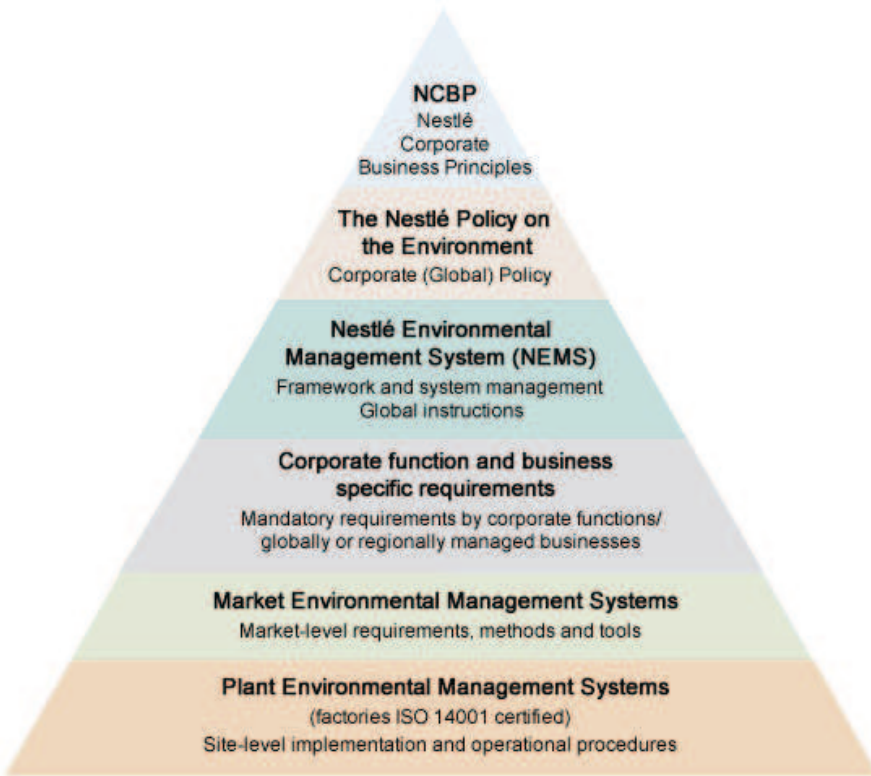 NCBP
Nestlé
Corporate
Business Principles
The Nestlé Policy on
the Environment
Corporate (Global) Policy
Nestlé Environmental
Management System (NEMS)
Framework and system management
Global instructions
Corporate function and business
specific requirements
Mandatory requirements by corporate functions/
globally or regionally managed businesses
Market Environmental Management Systems
Market-level requirements, methods and tools
Plant Environmental Management Systems
(factories ISO 14001 certified)
Site-level implementation and operational procedures